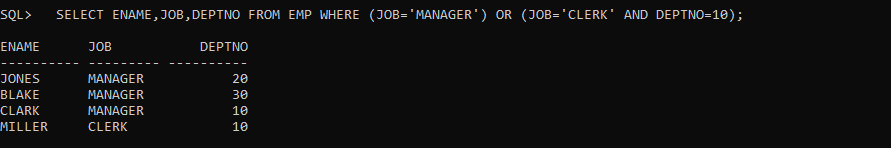 SQL>   SELECT ENAME,JOB,DEPTNO FROM EMP WHERE (JOB='MANAGER') OR (JOB='CLERK' AND DEPTNO=10);
ENAME      JOB           DEPTNO
---------- --------- ----------
JONES      MANAGER           20
BLAKE      MANAGER           30
CLARK      MANAGER           10
MILLER     CLERK             10